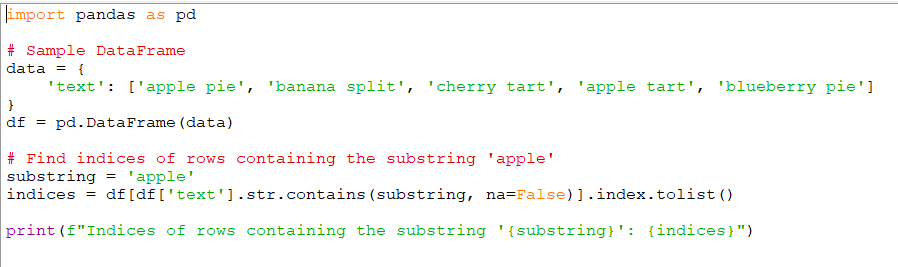 import pandas as pd
# Sample DataFrame
data = {
    'text': ['apple pie', 'banana split', 'cherry tart', 'apple tart', 'blueberry pie']
}
df = pd.DataFrame(data)
# Find indices of rows containing the substring 'apple'
substring = 'apple'
indices = df[df['text'].str.contains(substring, na=False)].index.tolist()
print(f"Indices of rows containing the substring '{substring}': {indices}")